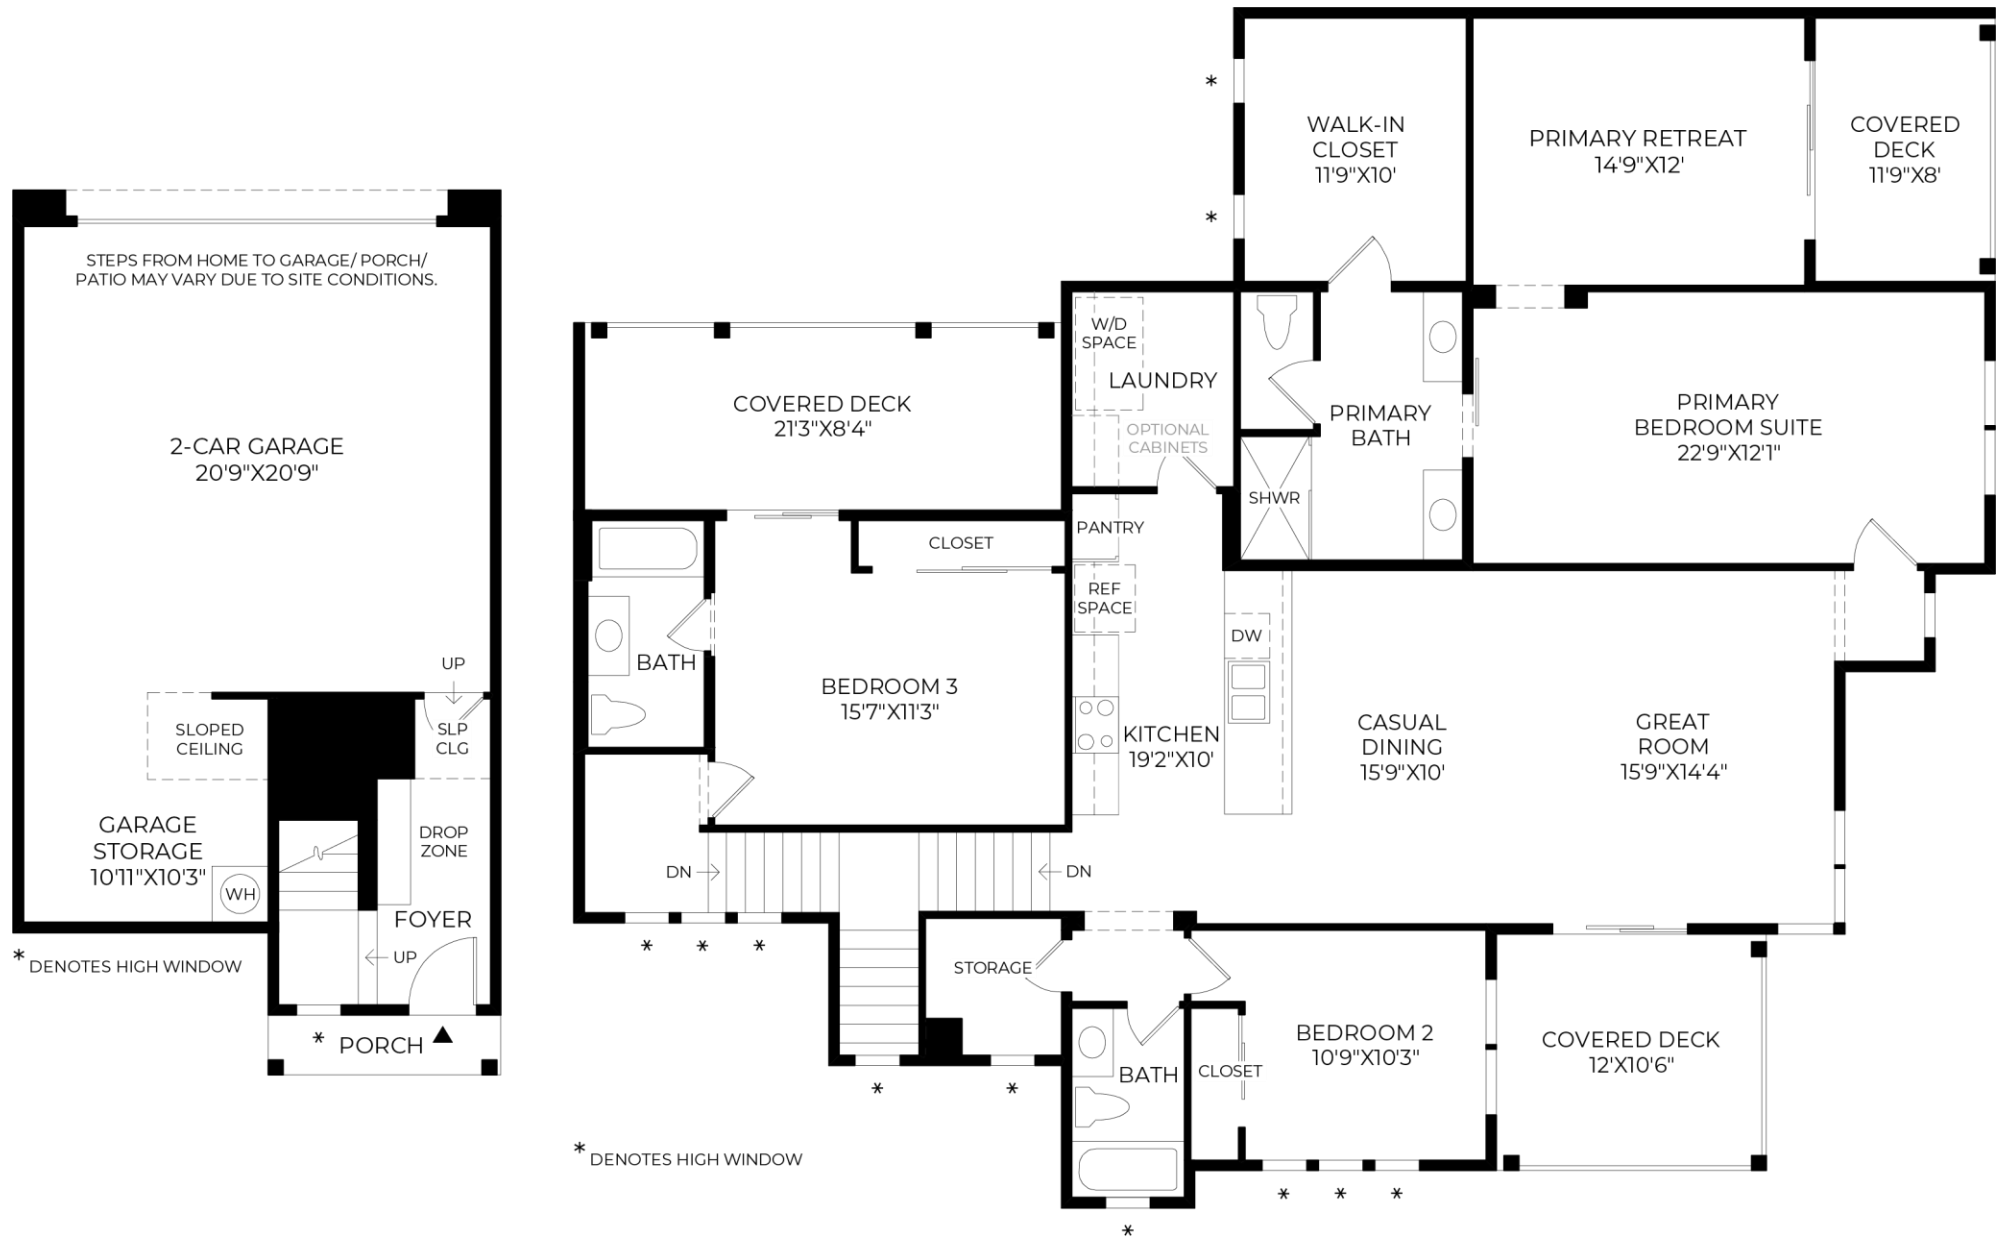 STEPS FROM HOME TO GARAGE/ PORCH/
PATIO MAY VARY DUE TO SITE CONDITIONS.
2-CAR GARAGE
20'9"X20'9"
UP
SLOPED
CEILING
SLP
CLG
GARAGE
STORAGE
10'11"X10'3"
WH
DROP
ZONE
FOYER
UP
* DENOTES HIGH WINDOW
*
PORCH
*
*
WALK-IN
CLOSET
11'9"X10'
PRIMARY RETREAT
14'9"X12'
COVERED
DECK
11'9"X8'
W/D
SPACE
LAUNDRY
OPTIONAL
CABINETS
PRIMARY
BATH
PRIMARY
BEDROOM SUITE
22'9"X12'1"
COVERED DECK
21'3"X8'4"
SHWR
PANTRY
CLOSET
REF
SPACE
DW
BATH
BEDROOM 3
15'7"X11'3"
KITCHEN
19'2"X10'
CASUAL
DINING
15'9"X10'
GREAT
ROOM
15'9"X14'4"
DN
DN
*
*
*
STORAGE
*
*
BATH
CLOSET
BEDROOM 2
10'9"X10'3"
COVERED DECK
12'X10'6"
* DENOTES HIGH WINDOW
*
*
*
*